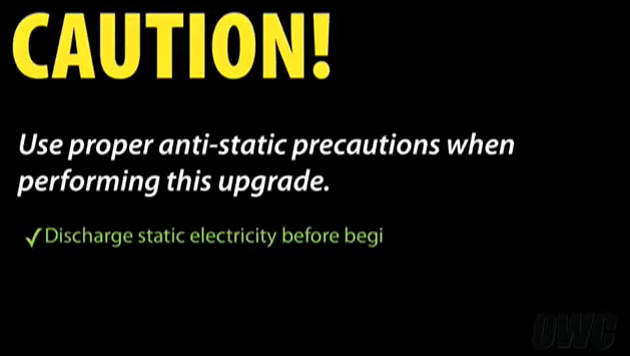 CAUTION!
Use proper anti-static precautions when
performing this upgrade.
✓Discharge static electricity before begi
OWC